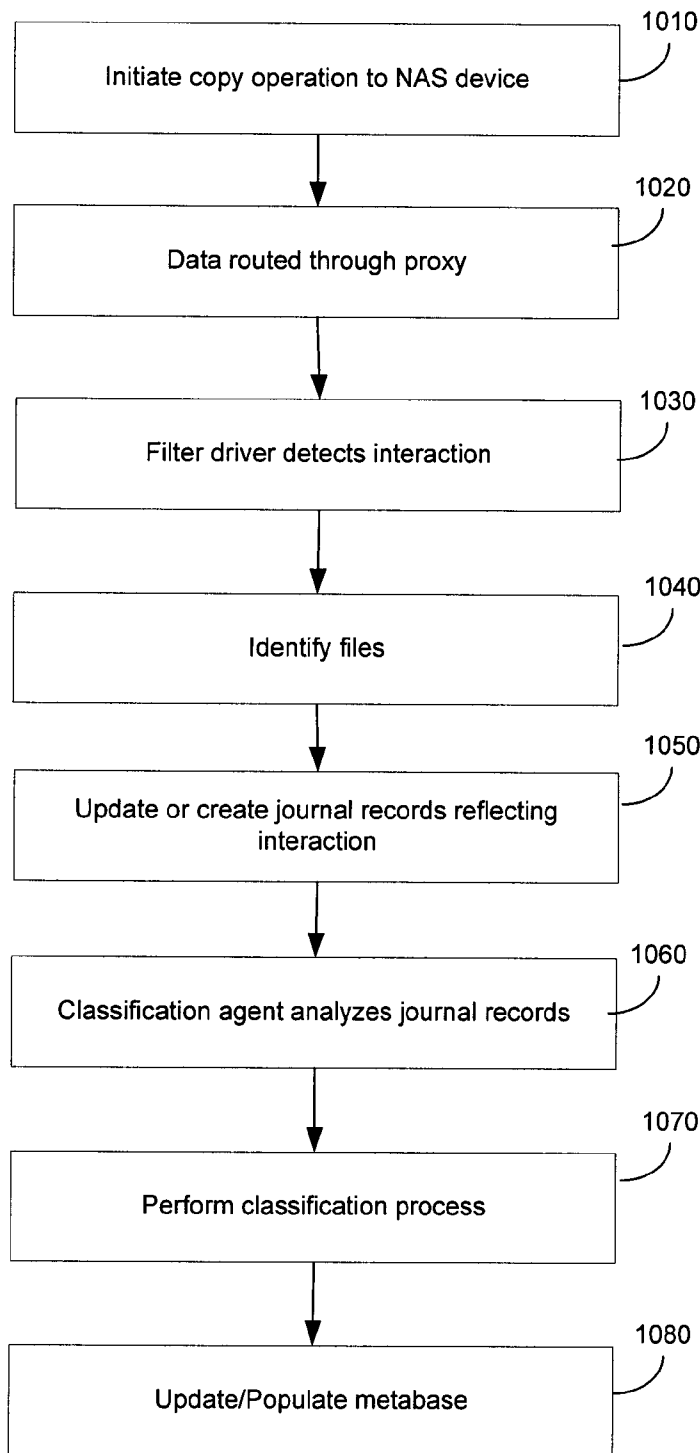 1010
Initiate copy operation to NAS device
1020
Data routed through proxy
1030
Filter driver detects interaction
1040
Identify files
1050
Update or create journal records reflecting
interaction
1060
Classification agent analyzes journal records
1070
Perform classification process
1080
Update/Populate metabase